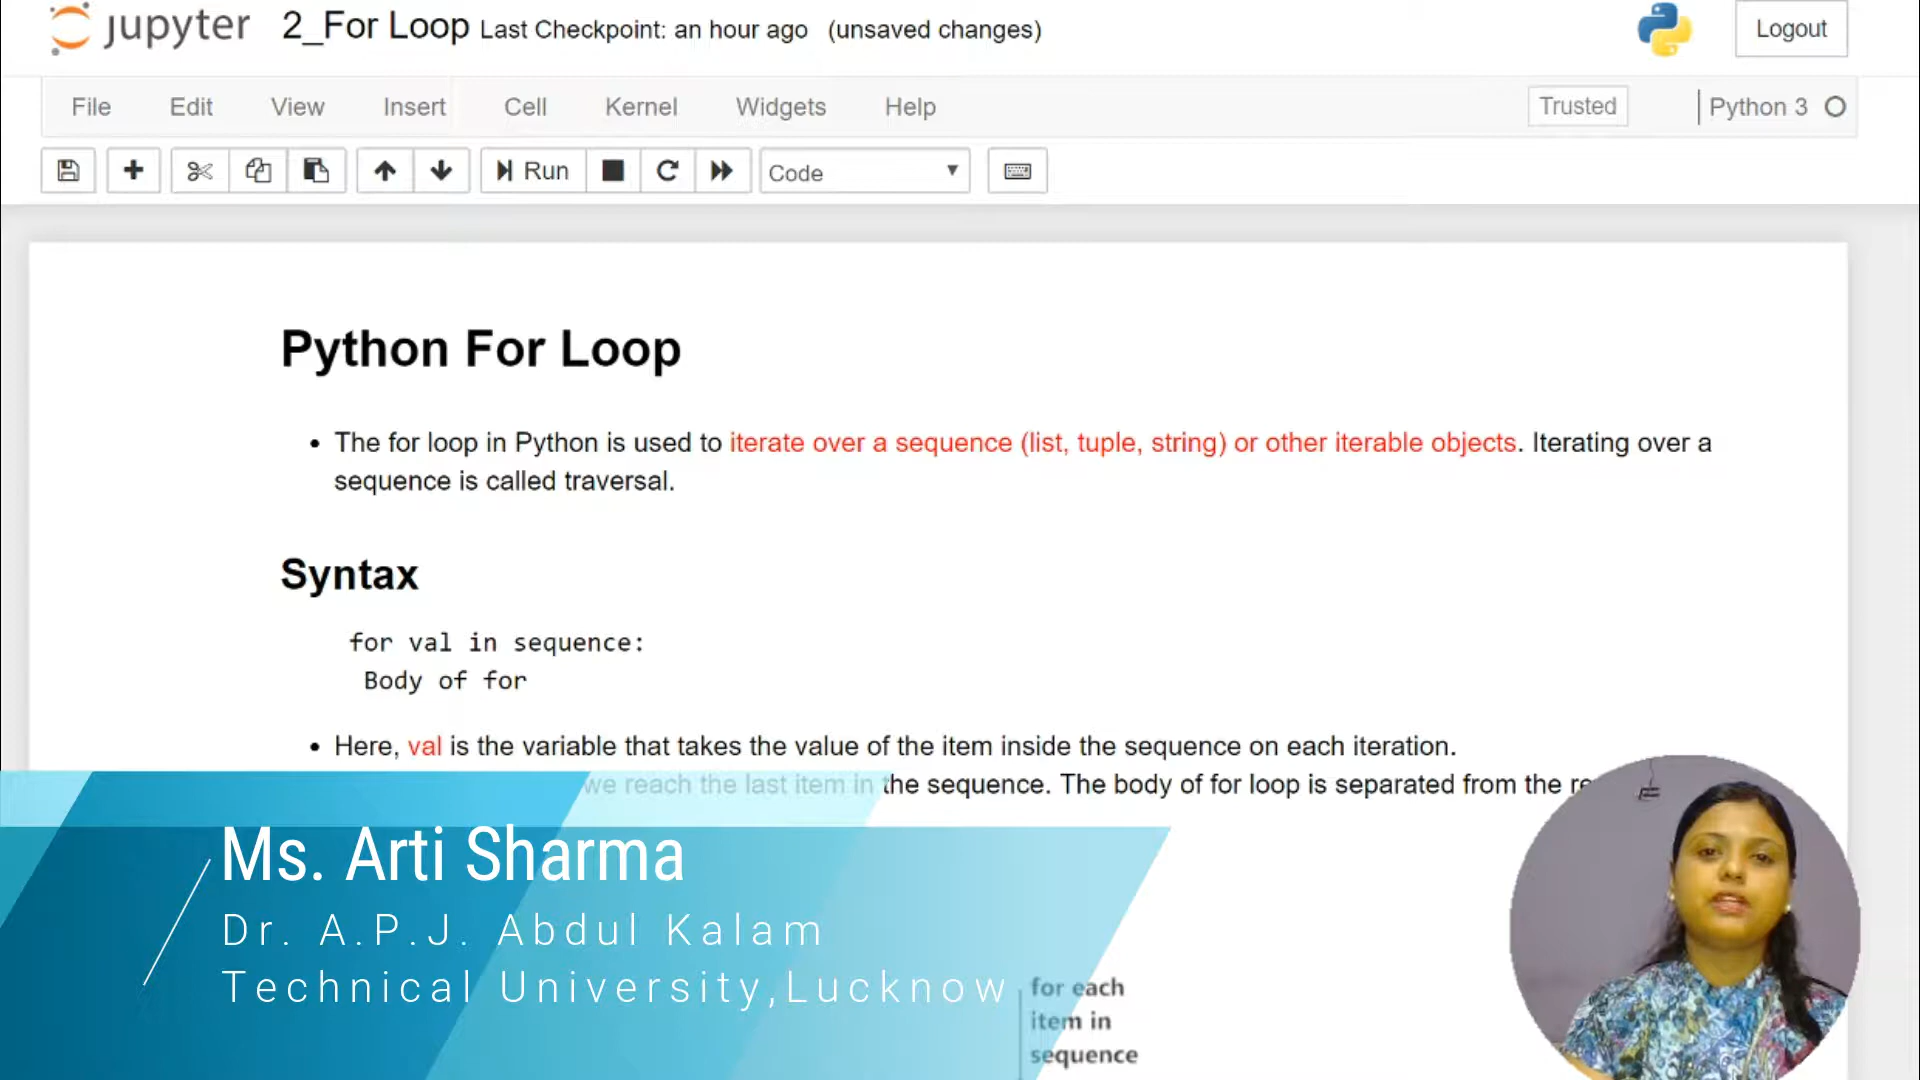 jupyter 2_For Loop Last Checkpoint: an hour ago (unsaved changes) Logout
File Edit View Insert Cell Kernel Widgets Help Trusted Python 3
Run Code
Python For Loop
The for loop in Python is used to iterate over a sequence (list, tuple, string) or other iterable objects. Iterating over a
sequence is called traversal.
Syntax
for val in sequence:
Body of for
Here, val is the variable that takes the value of the item inside the sequence on each iteration.
we reach the last item in the sequence. The body of for loop is separated from the
Ms. Arti Sharma
Dr. A.P.J. Abdul Kalam
Technical University,Lucknow
for each
item in
sequence